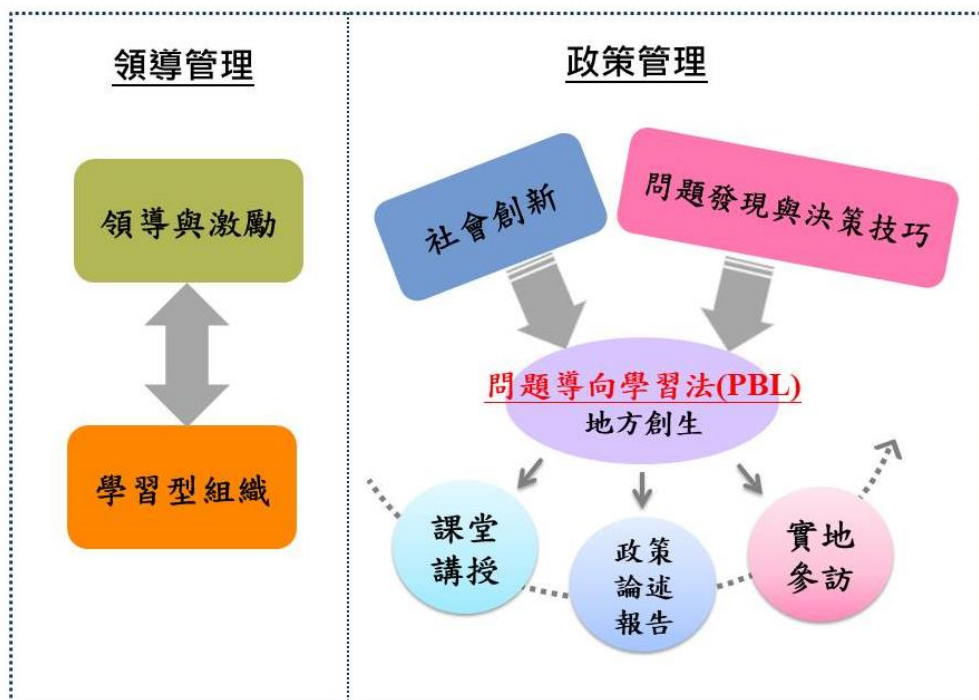 領導管理
領導與激勵
學習型組織
政策管理
社會創新
問題發現與決策技巧
問題導向學習法(PBL)
地方創生
課堂
講授
政策
論述
報告
實地
參訪